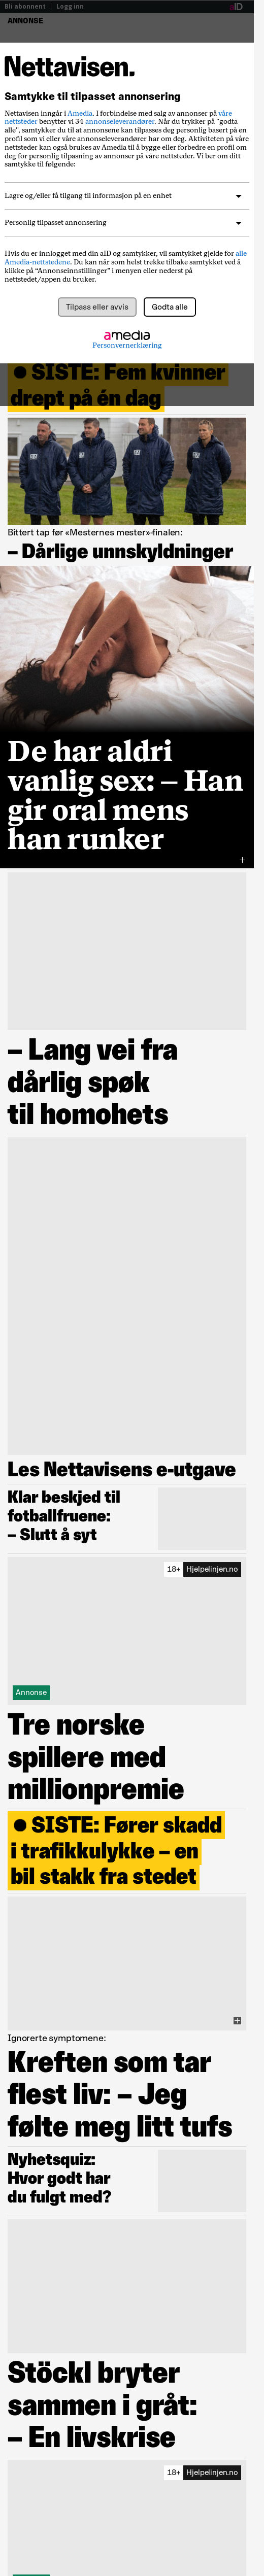 Bli abonnent | Logg inn
aID
ANNONSE
Nettavisen.
Samtykke til tilpasset annonsering
Nettavisen inngår i Amedia. I forbindelse med salg av annonser på våre
nettsteder benytter vi 34 annonseleverandører. Når du trykker på "godta
alle", samtykker du til at annonsene kan tilpasses deg personlig basert på en
profil som vi eller våre annonseleverandører har om deg. Aktiviteten på våre
nettsteder kan også brukes av Amedia til å bygge eller forbedre en profil om
deg for personlig tilpasning av annonser på våre nettsteder. Vi ber om ditt
samtykke til følgende:
Lagre og/eller få tilgang til informasjon på en enhet
Personlig tilpasset annonsering
Hvis du er innlogget med din aID og samtykker, vil samtykket gjelde for alle
Amedia-nettstedene. Du kan når som helst trekke tilbake samtykket ved å
klikke på “Annonseinnstillinger” i menyen eller nederst på
nettstedet/appen du bruker.
Tilpass eller avvis
Godta alle
amedia
Personvernerklæring
● SISTE: Fem kvinner
drept på én dag
Bittert tap før «Mesternes mester»-finalen:
– Dårlige unnskyldninger
De har aldri
vanlig sex: – Han
gir oral mens
han runker
– Lang vei fra
dårlig spøk
til homohets
Les Nettavisens e-utgave
Klar beskjed til
fotballfruene:
– Slutt å syt
18+ Hjelpelinjen.no
Annonse
Tre norske
spillere med
millionpremie
● SISTE: Fører skadd
i trafikkulykke – en
bil stakk fra stedet
Ignorerte symptomene:
Kreften som tar
flest liv: – Jeg
følte meg litt tufs
Nyhetsquiz:
Hvor godt har
du fulgt med?
Stöckl bryter
sammen i gråt:
– En livskrise
18+ Hjelpelinjen.no